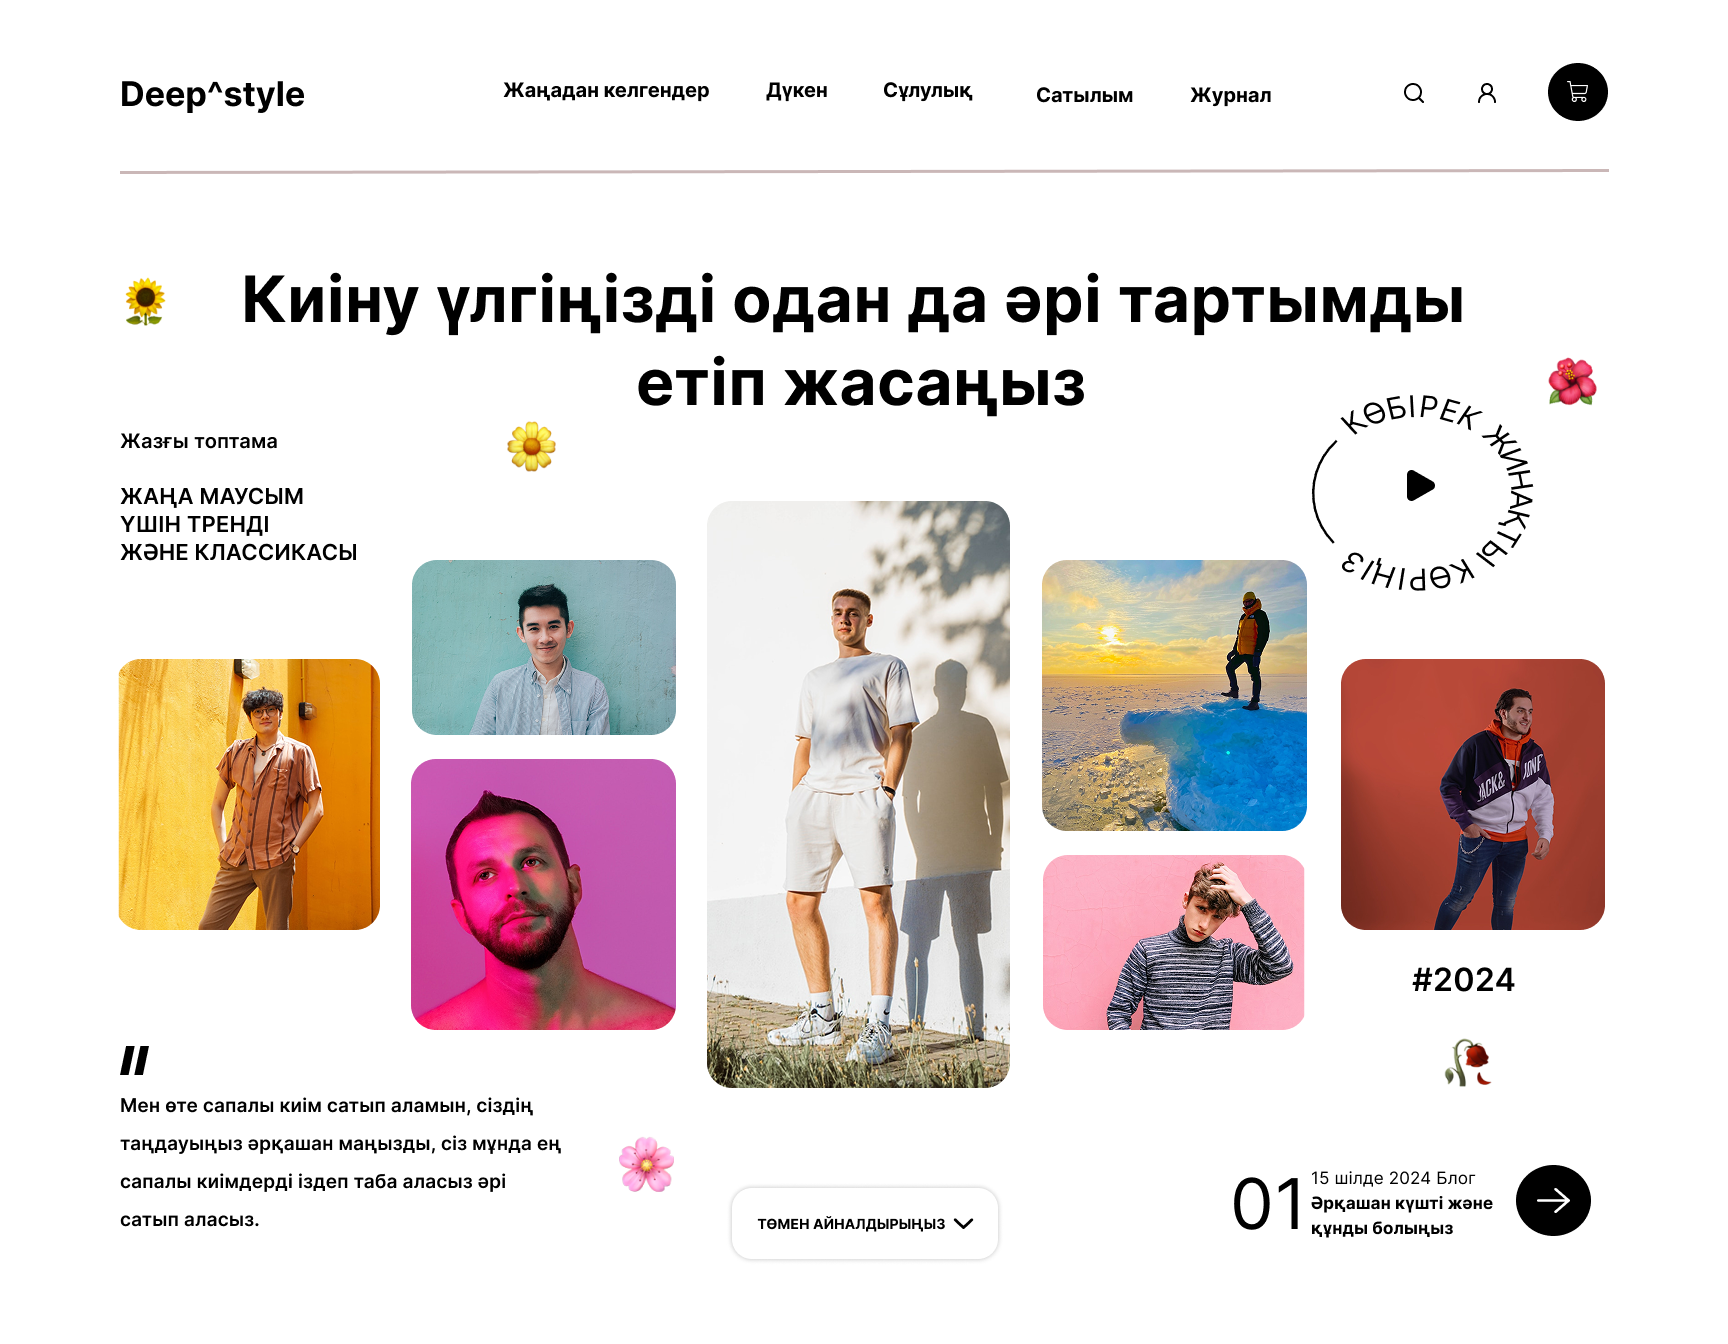 Deep^style
Жаңадан келгендер
Дүкен
Сұлулық
Сатылым
Журнал
Киіну үлгіңізді одан да әрі тартымды
етіп жасаңыз
Жазғы топтама
ЖАҢА МАУСЫМ
ҮШІН ТРЕНДІ
ЖӘНЕ КЛАССИКАСЫ
КӨБІРЕК ЖИНАҚТЫ КӨРІҢІЗ
JACK& JONE
#2024
Мен өте сапалы киім сатып аламын, сіздің
таңдауыңыз әрқашан маңызды, сіз мұнда ең
сапалы киімдерді іздеп таба аласыз әрі
сатып аласыз.
ТӨМЕН АЙНАЛДЫРЫҢЫЗ
01
15 шілде 2024 Блог
Әрқашан күшті және
құнды болыңыз